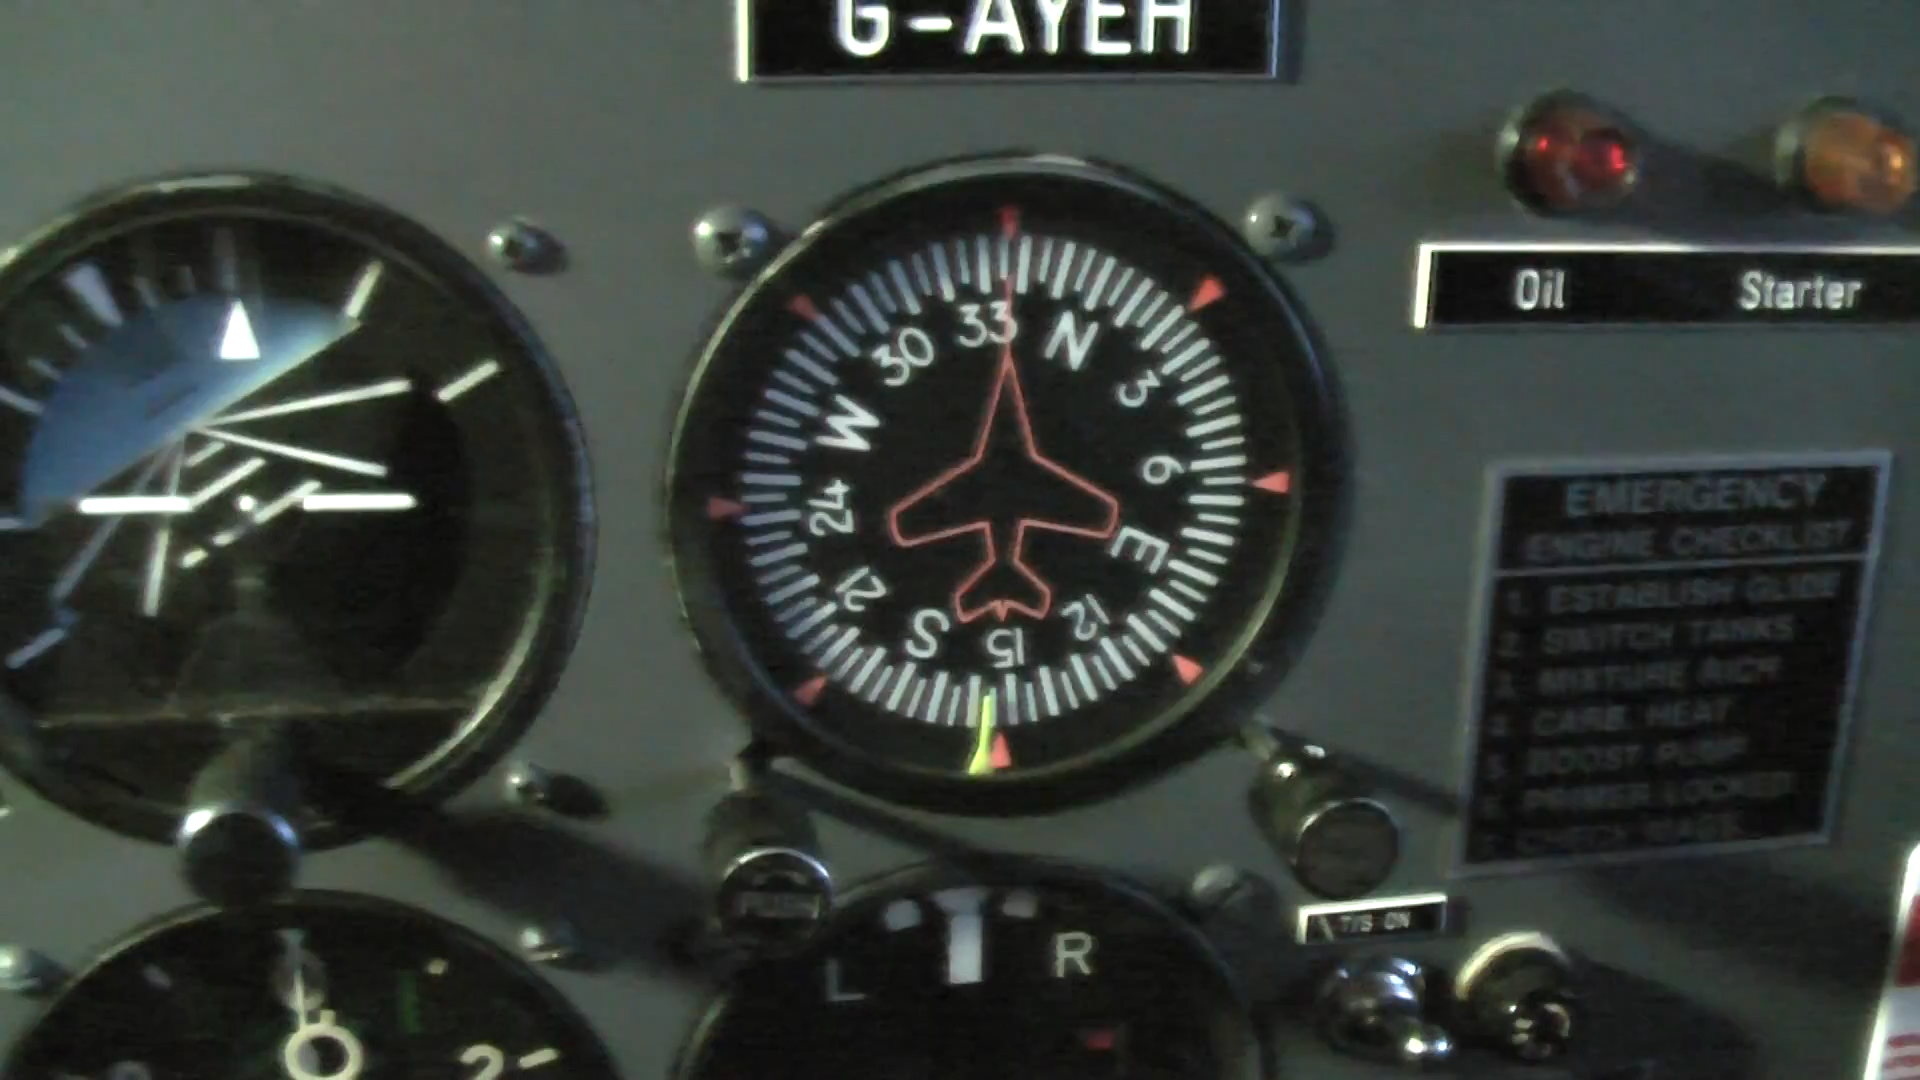 G-AYEH
Oil Starter
33
N
3
6
E
12
15
S
21
24
W
30
EMERGENCY
ENGINE CHECKLIST
1. ESTABLISH GLIDE
2. SWITCH TANKS
3. MIXTURE RICH
4. CARB. HEAT
5. BOOST PUMP
6. PRIMER LOCKED
T/S ON
L R
2